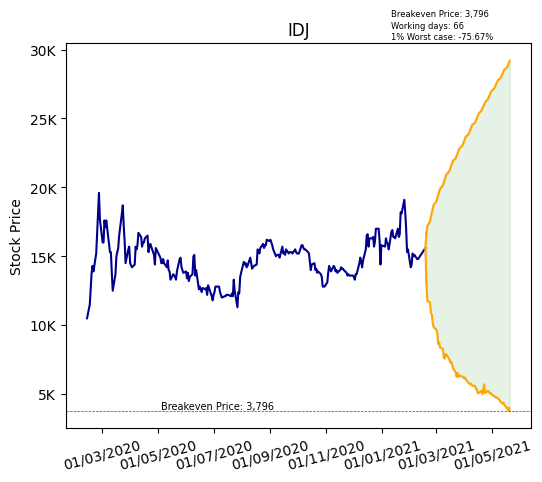 Breakeven Price: 3,796
Working days: 66
1% Worst case: -75.67%
IDJ
Stock Price
30K
25K
20K
15K
10K
5K
Breakeven Price: 3,796
01/03/2020
01/05/2020
01/07/2020
01/09/2020
01/11/2020
01/01/2021
01/03/2021
01/05/2021